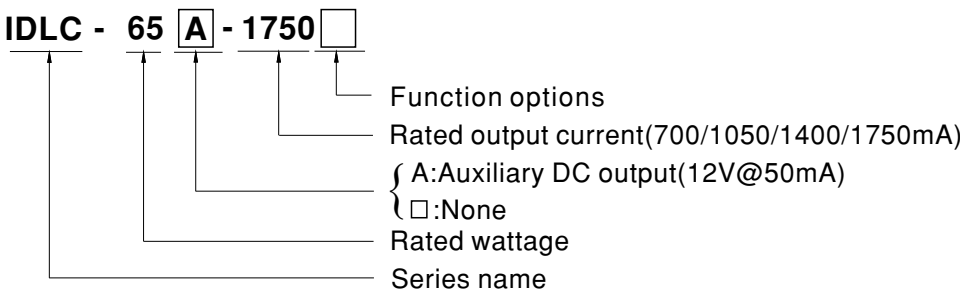 IDLC - 65 A - 1750 □
Function options
Rated output current(700/1050/1400/1750mA)
A:Auxiliary DC output(12V@50mA)
□:None
Rated wattage
Series name